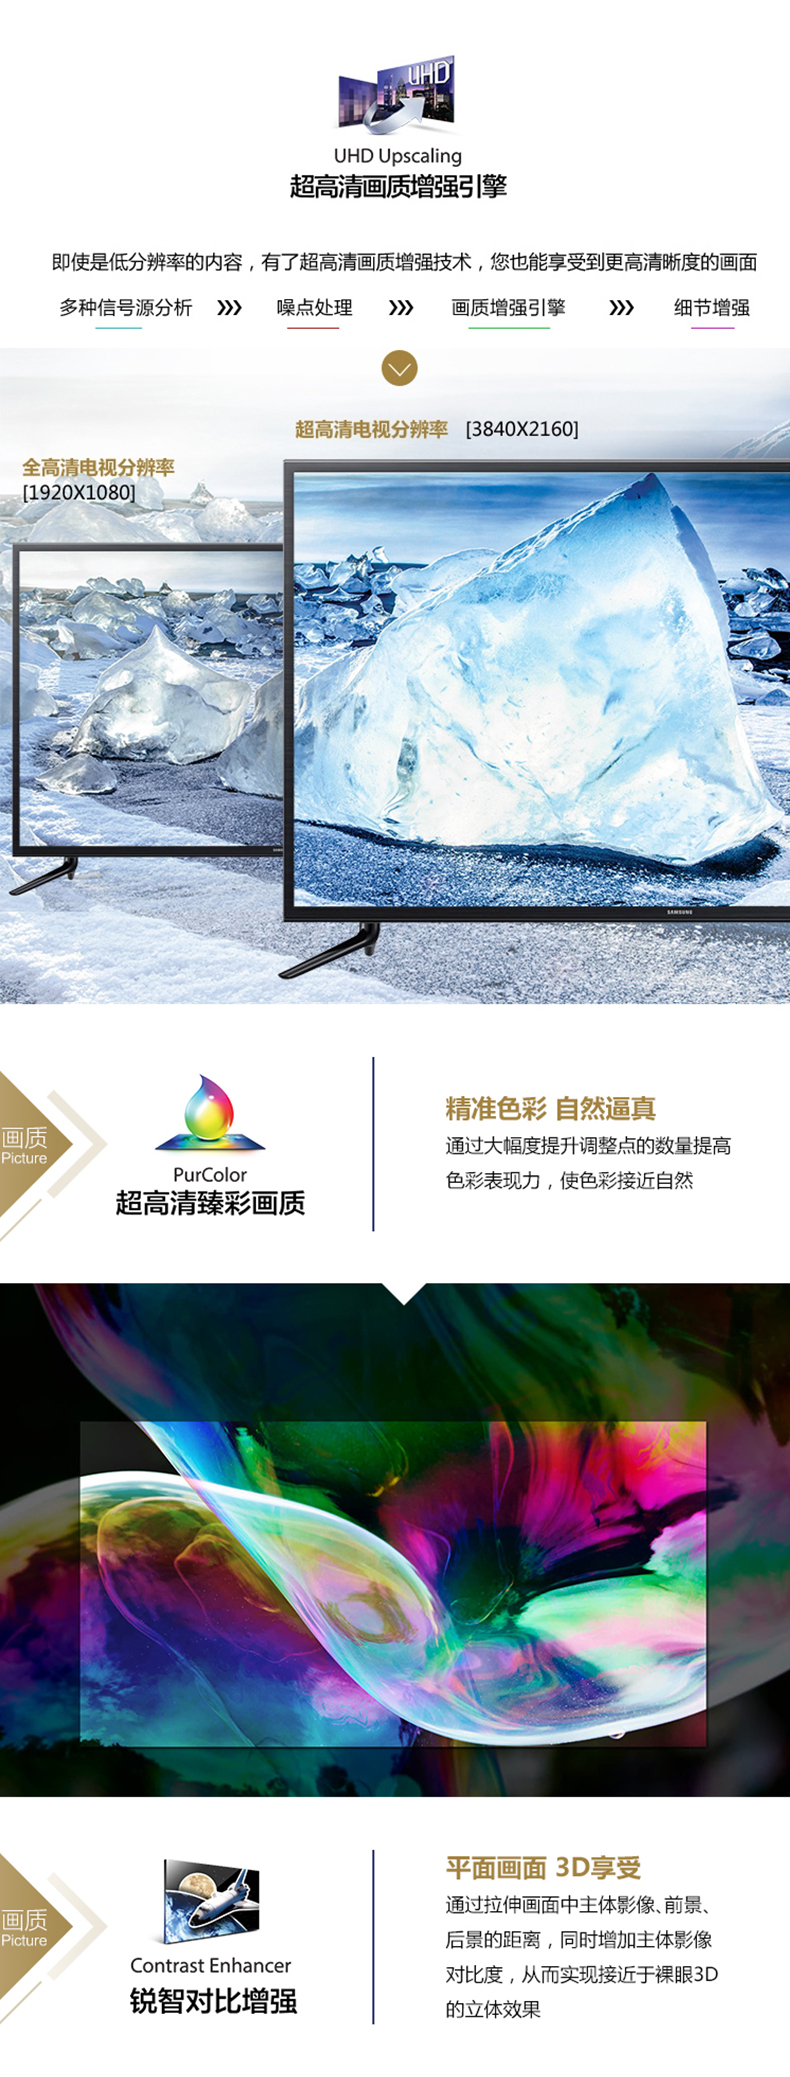 UHD
UHD Upscaling
超高清画质增强引擎
即使是低分辨率的内容，有了超高清画质增强技术，您也能享受到更高清晰度的画面
多种信号源分析 》》 噪点处理 》》 画质增强引擎 》》 细节增强
超高清电视分辨率 [3840X2160]
全高清电视分辨率
[1920X1080]
SAMSUNG
画质
Picture
PurColor
超高清臻彩画质
精准色彩 自然逼真
通过大幅度提升调整点的数量提高
色彩表现力，使色彩接近自然
画质
Picture
Contrast Enhancer
锐智对比增强
平面画面 3D享受
通过拉伸画面中主体影像、前景、
后景的距离，同时增加主体影像
对比度，从而实现接近于裸眼3D
的立体效果